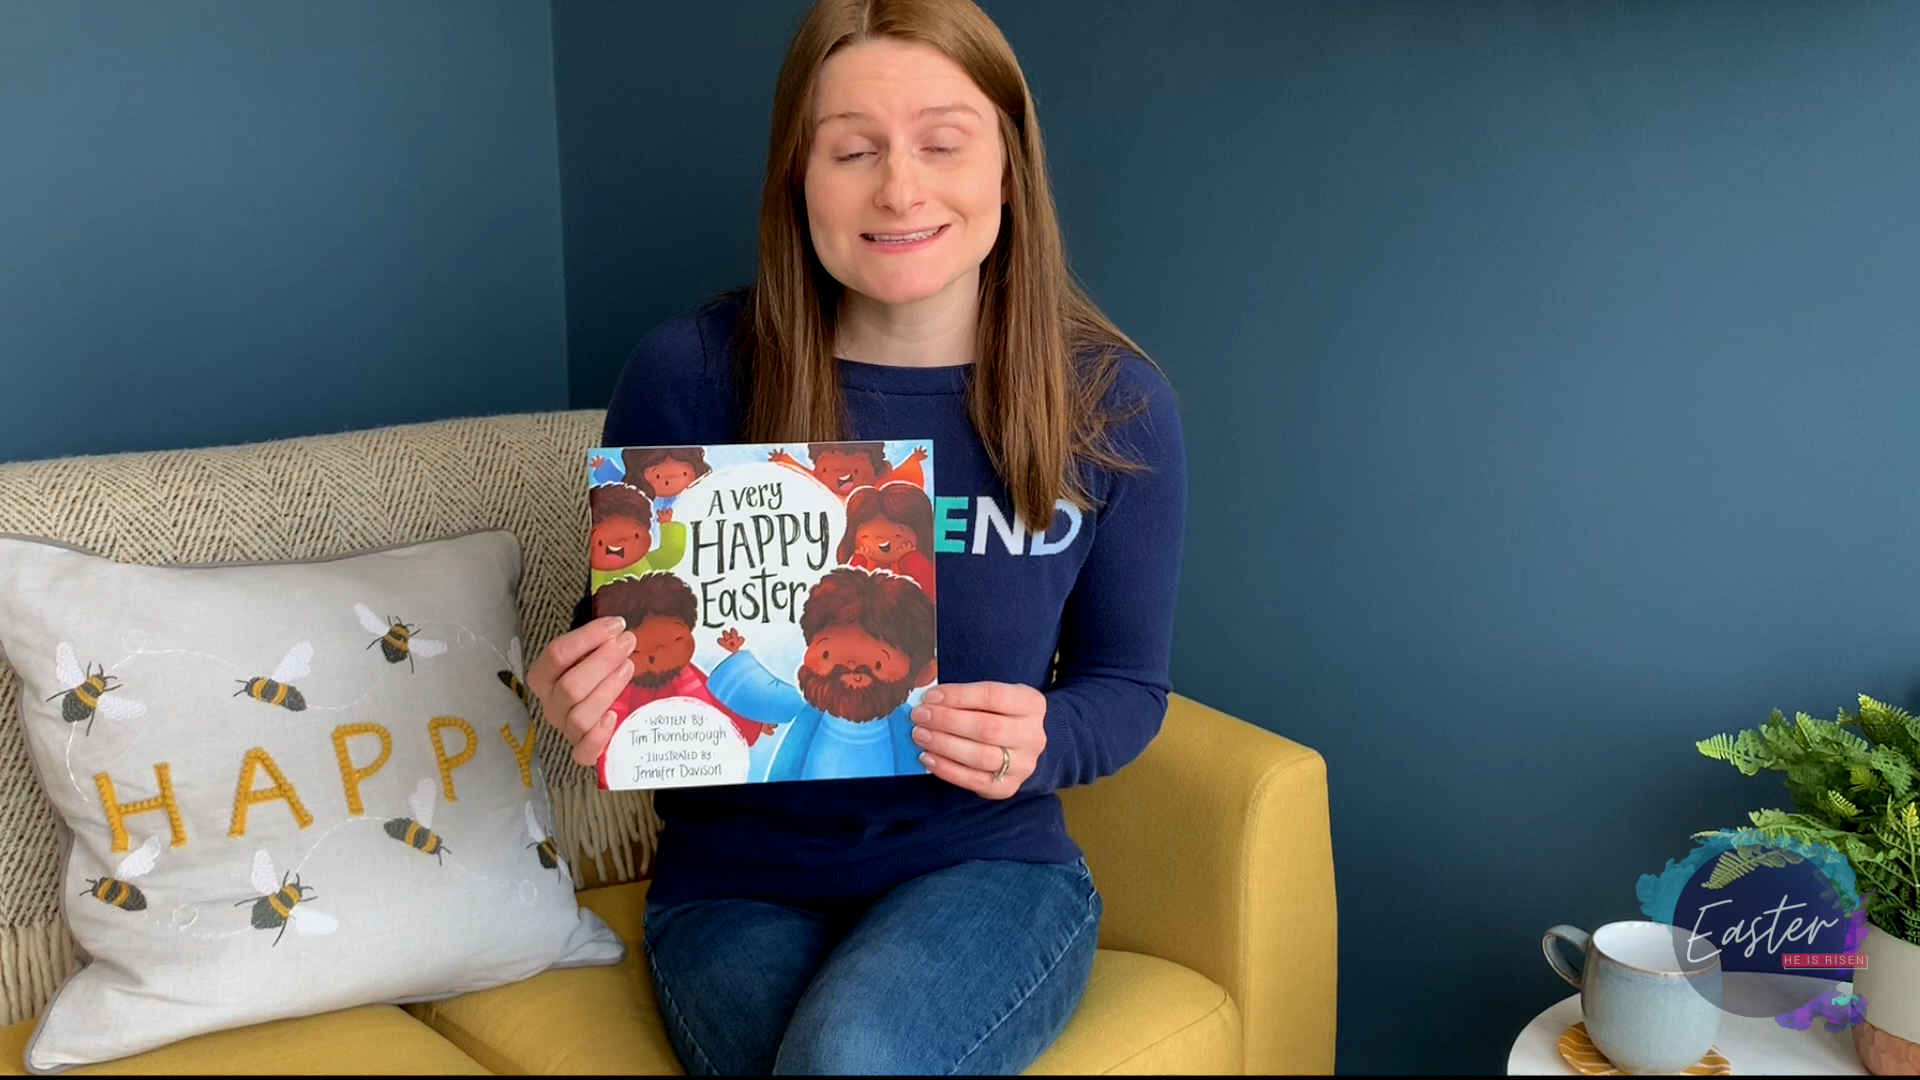 A very
HAPPY
Easter
· WRITTEN BY ·
Tim Thornborough
· ILLUSTRATED BY ·
Jennifer Davison
END
HAPPY
Easter
HE IS RISEN